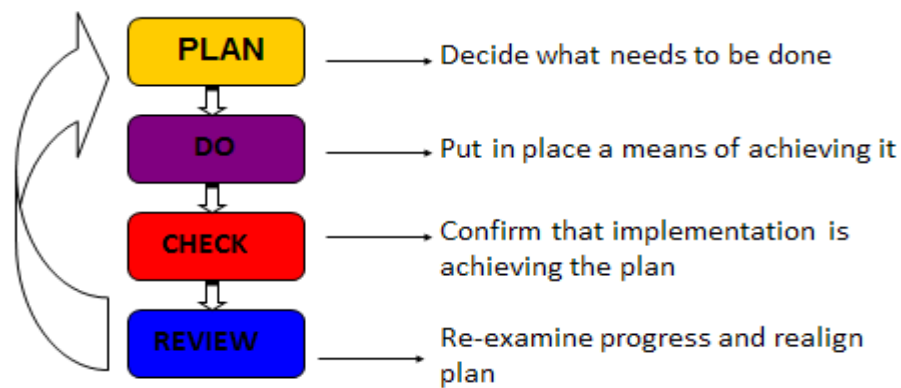 PLAN
Decide what needs to be done
DO
Put in place a means of achieving it
CHECK
Confirm that implementation is
achieving the plan
REVIEW
Re-examine progress and realign
plan